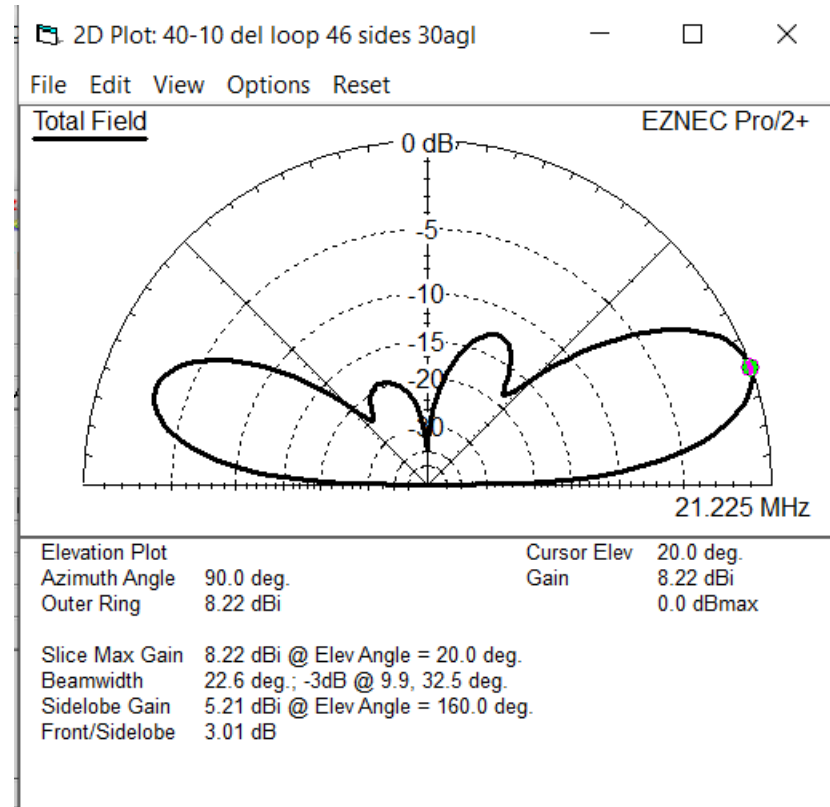 2D Plot: 40-10 del loop 46 sides 30agl
File Edit View Options Reset
Total Field
EZNEC Pro/2+
0 dB
-5
-10
-15
-20
-30
21.225 MHz
Elevation Plot Cursor Elev 20.0 deg.
Azimuth Angle 90.0 deg. Gain 8.22 dBi
Outer Ring 8.22 dBi 0.0 dBmax
Slice Max Gain 8.22 dBi @ Elev Angle = 20.0 deg.
Beamwidth 22.6 deg.; -3dB @ 9.9, 32.5 deg.
Sidelobe Gain 5.21 dBi @ Elev Angle = 160.0 deg.
Front/Sidelobe 3.01 dB